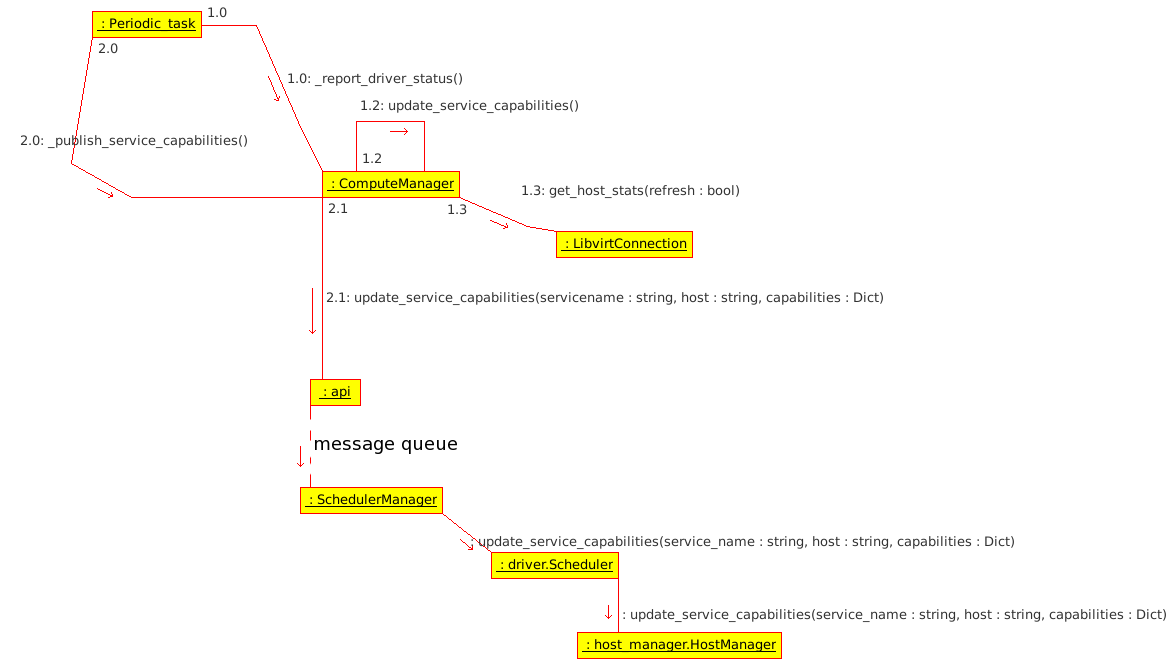 1.0
: Periodic_task
2.0
1.0: _report_driver_status()
1.2: update_service_capabilities()
2.0: _publish_service_capabilities()
1.2
: ComputeManager
1.3: get_host_stats(refresh : bool)
2.1
1.3
: LibvirtConnection
2.1: update_service_capabilities(servicename : string, host : string, capabilities : Dict)
: api
message queue
: SchedulerManager
: update_service_capabilities(service_name : string, host : string, capabilities : Dict)
: driver.Scheduler
: update_service_capabilities(service_name : string, host : string, capabilities : Dict)
: host_manager.HostManager